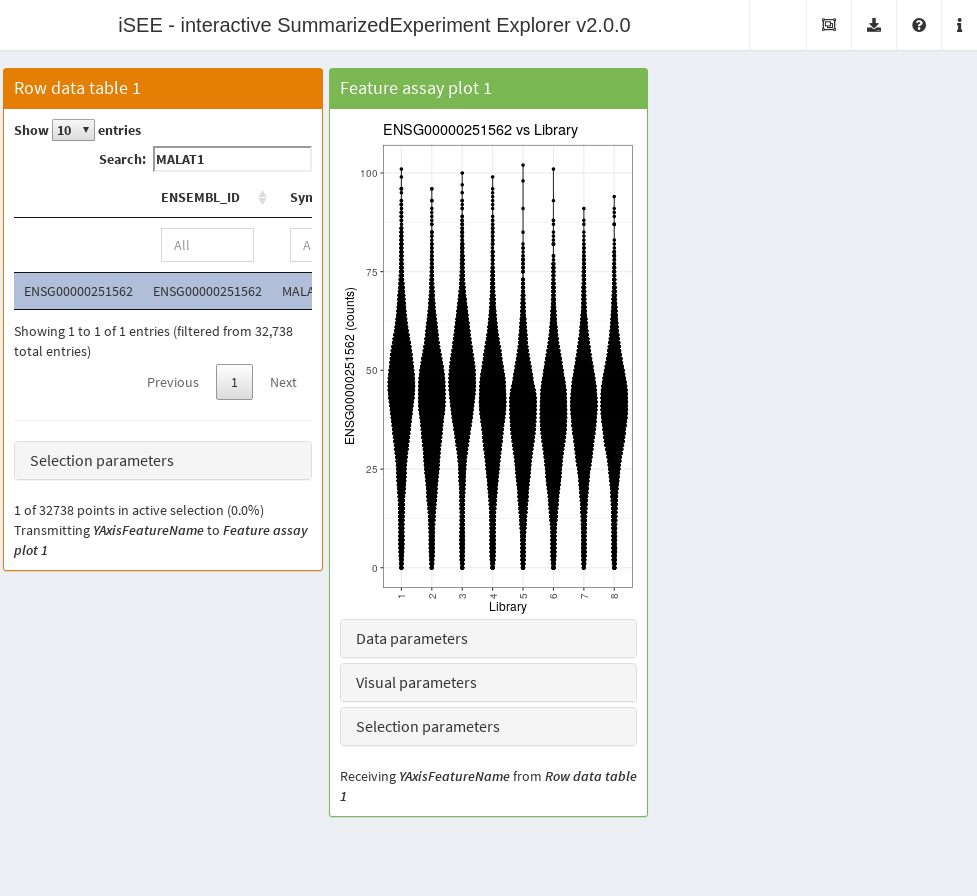 iSEE - interactive SummarizedExperiment Explorer v2.0.0
Row data table 1
Show 10 entries
Search: MALAT1
ENSEMBL_ID Syn
All A
ENSG00000251562 ENSG00000251562 MALA
Showing 1 to 1 of 1 entries (filtered from 32,738
total entries)
Previous 1 Next
Selection parameters
1 of 32738 points in active selection (0.0%)
Transmitting YAxisFeatureName to Feature assay
plot 1
Feature assay plot 1
ENSG00000251562 vs Library
ENSG00000251562 (counts)
100
75
50
25
0
1 2 3 4 5 6 7 8
Library
Data parameters
Visual parameters
Selection parameters
Receiving YAxisFeatureName from Row data table
1